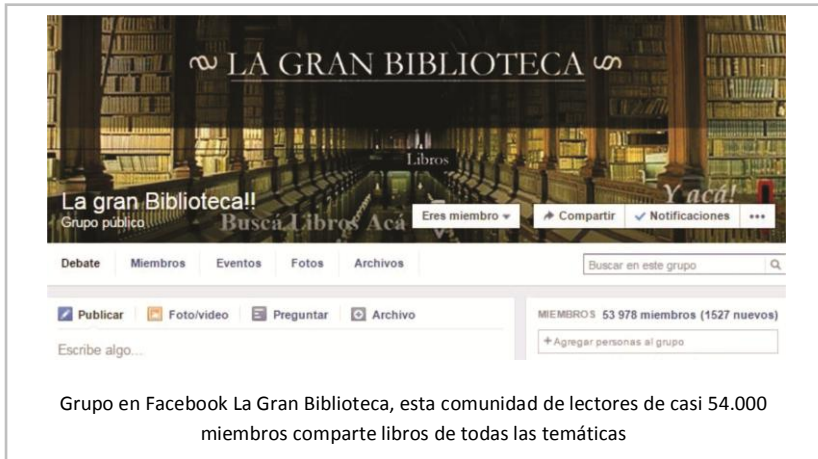 LA GRAN BIBLIOTECA
Libros
La gran Biblioteca!!
Grupo público
Buscá Libros Acá
Y acá!
Eres miembro
Compartir
Notificaciones
Debate Miembros Eventos Fotos Archivos
Buscar en este grupo
Publicar Foto/video Preguntar Archivo
MIEMBROS 53 978 miembros (1527 nuevos)
Escribe algo...
+Agregar personas al grupo
Grupo en Facebook La Gran Biblioteca, esta comunidad de lectores de casi 54.000
miembros comparte libros de todas las temáticas